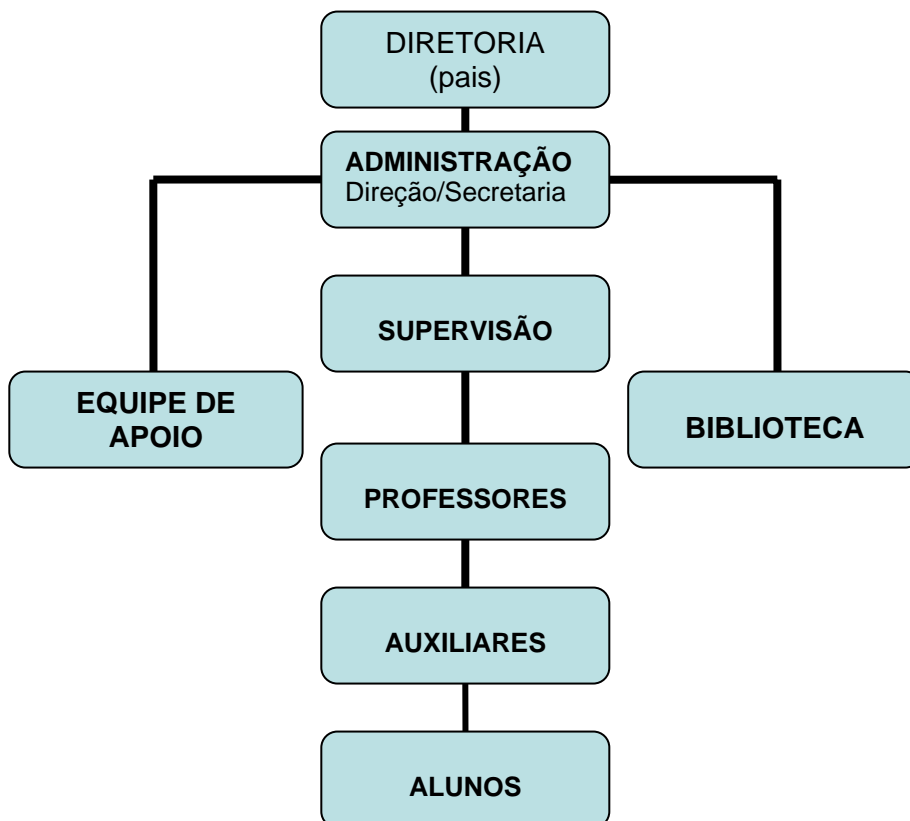 DIRETORIA
(pais)
ADMINISTRAÇÃO
Direção/Secretaria
SUPERVISÃO
EQUIPE DE
APOIO
BIBLIOTECA
PROFESSORES
AUXILIARES
ALUNOS